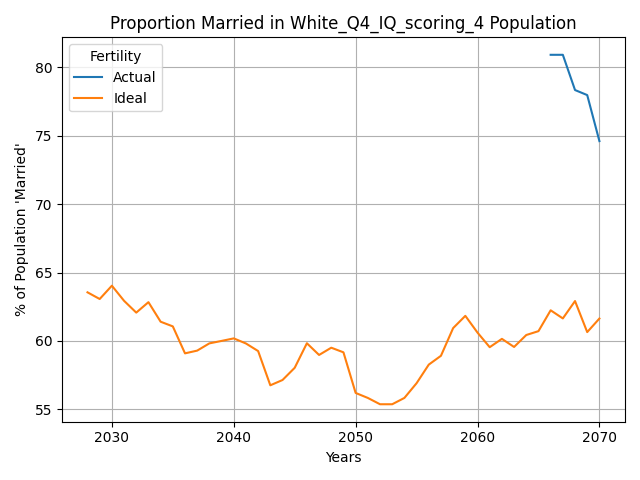 Proportion Married in White_Q4_IQ_scoring_4 Population
Fertility
Actual
Ideal
% of Population 'Married'
80
75
70
65
60
55
2030
2040
2050
2060
2070
Years